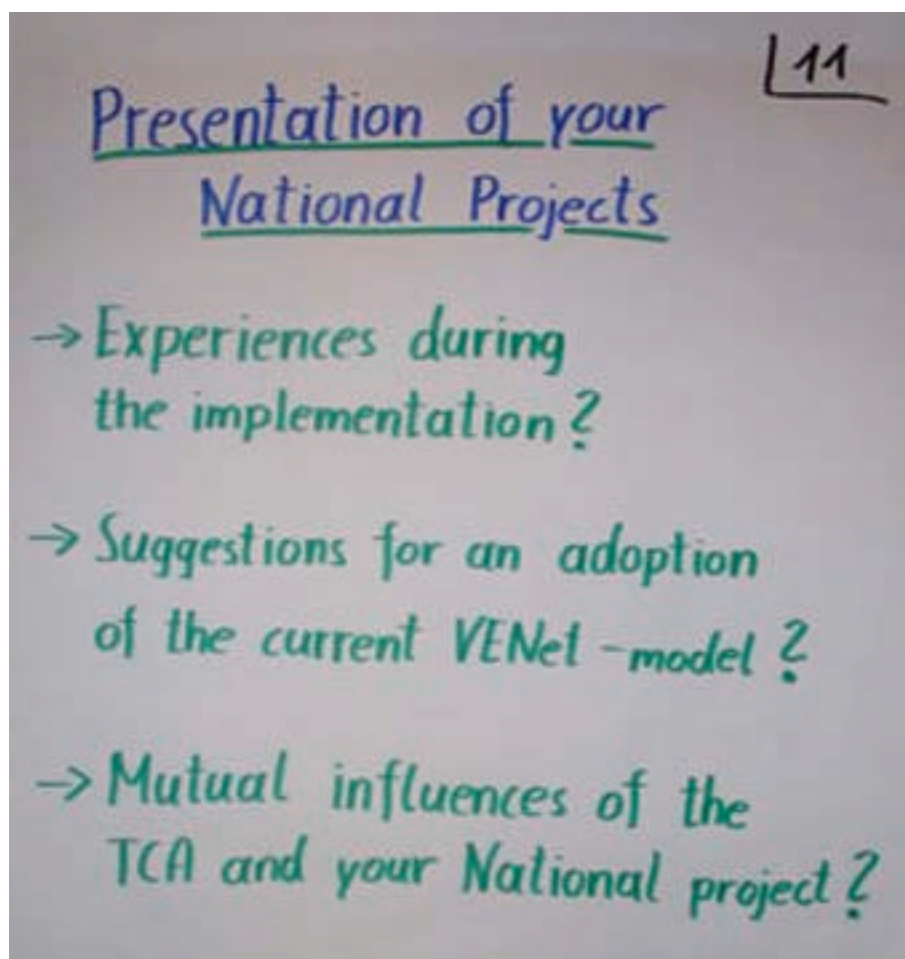 11
Presentation of your
National Projects
→ Experiences during
the implementation?
→ Suggestions for an adoption
of the current VENet-model?
→ Mutual influences of the
TCA and your National project?